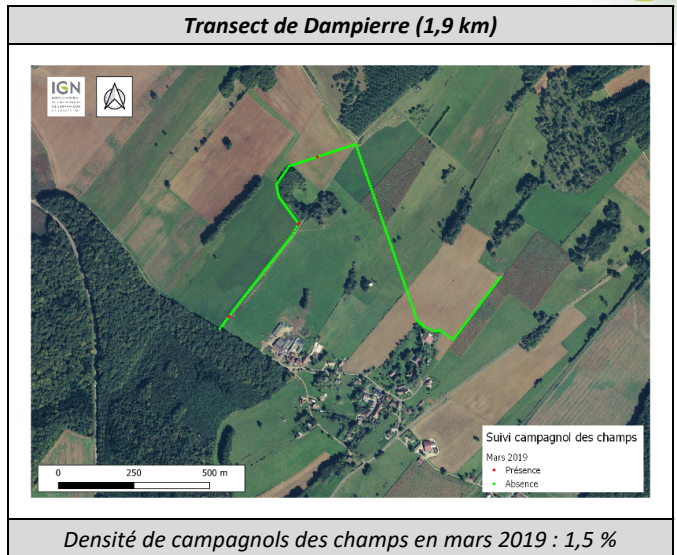 Transect de Dampierre (1,9 km)
IGN
Suivi campagnol des champs
Mars 2019
Présence
Absence
0 250 500 m
Densité de campagnols des champs en mars 2019 : 1,5 %